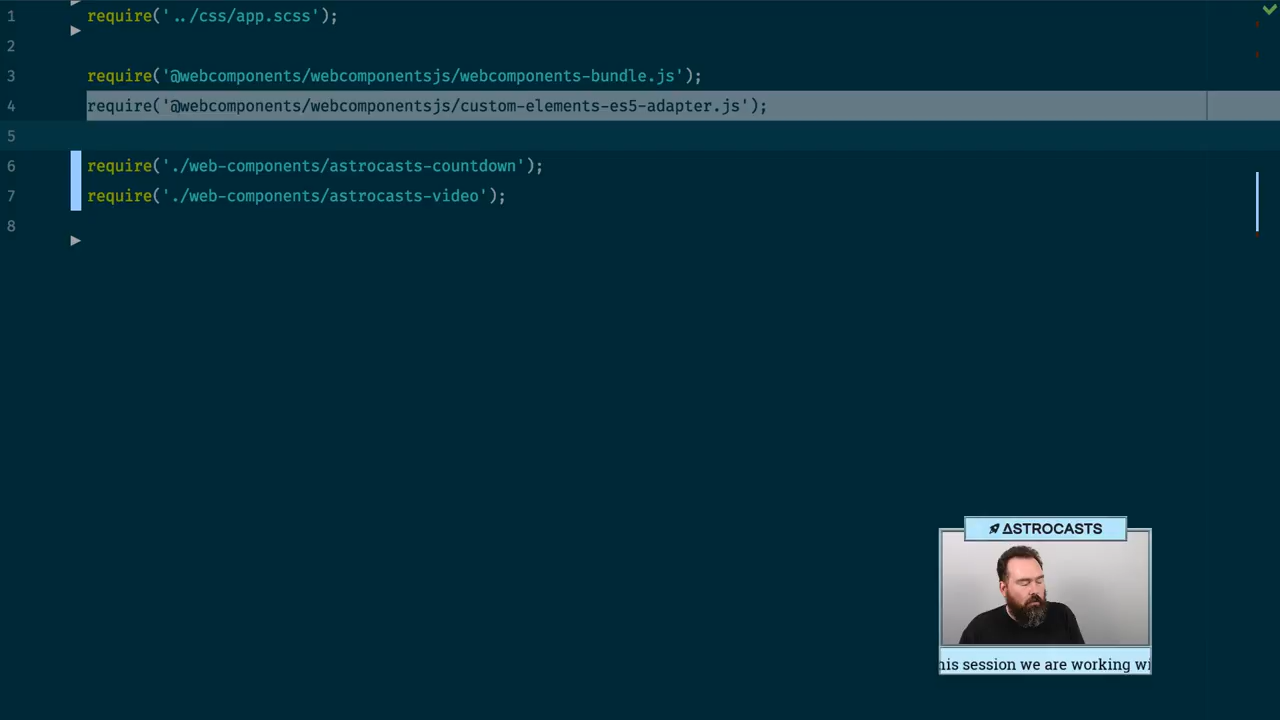 1 require('../css/app.scss');
2
3 require('@webcomponents/webcomponentsjs/webcomponents-bundle.js');
4 require('@webcomponents/webcomponentsjs/custom-elements-es5-adapter.js');
5
6 require('./web-components/astrocasts-countdown');
7 require('./web-components/astrocasts-video');
8
ΔSTROCASTS
his session we are working wi